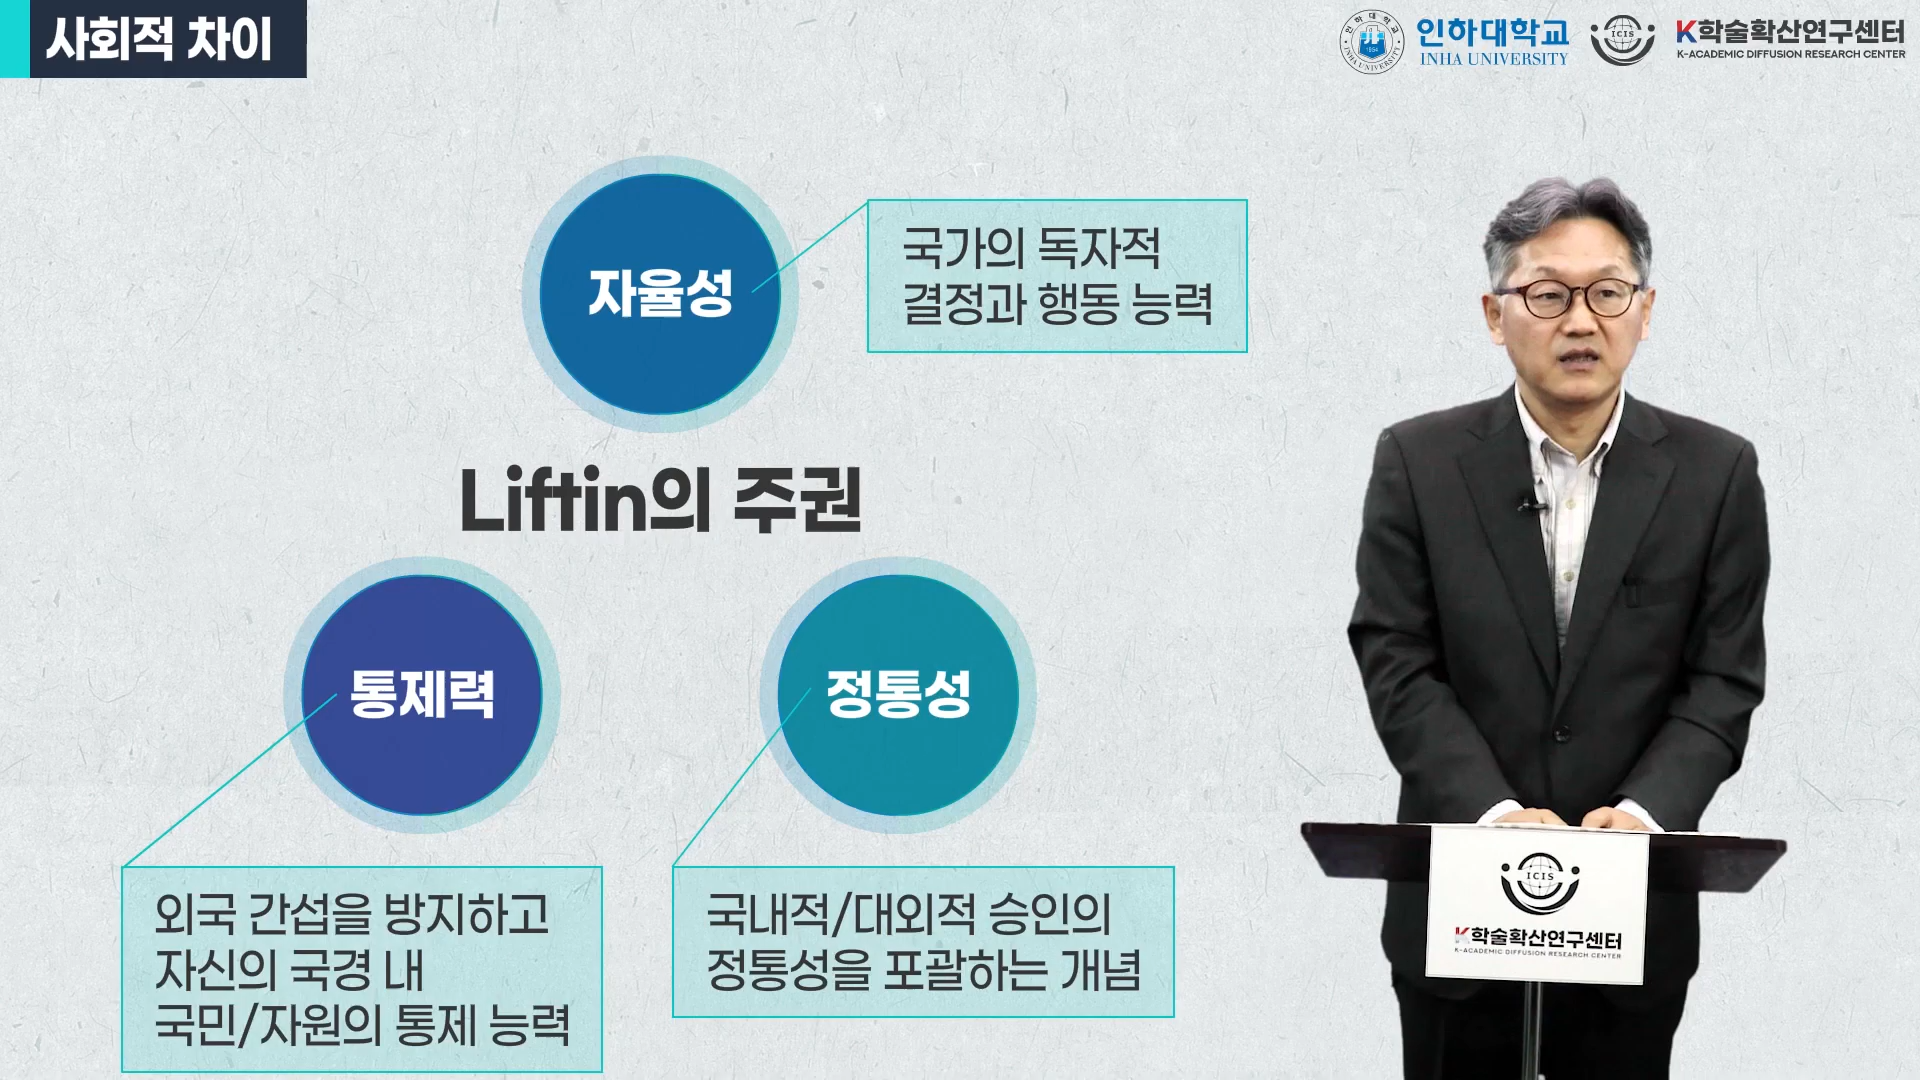 사회적 차이
인하대학교
INHA UNIVERSITY
ICIS
K학술확산연구센터
K-ACADEMIC DIFFUSION RESEARCH CENTER
자율성
국가의 독자적
결정과 행동 능력
Liftin의 주권
통제력
정통성
외국 간섭을 방지하고
자신의 국경 내
국민/자원의 통제 능력
국내적/대외적 승인의
정통성을 포괄하는 개념
ICIS
K학술확산연구센터
K-ACADEMIC DIFFUSION RESEARCH CENTER